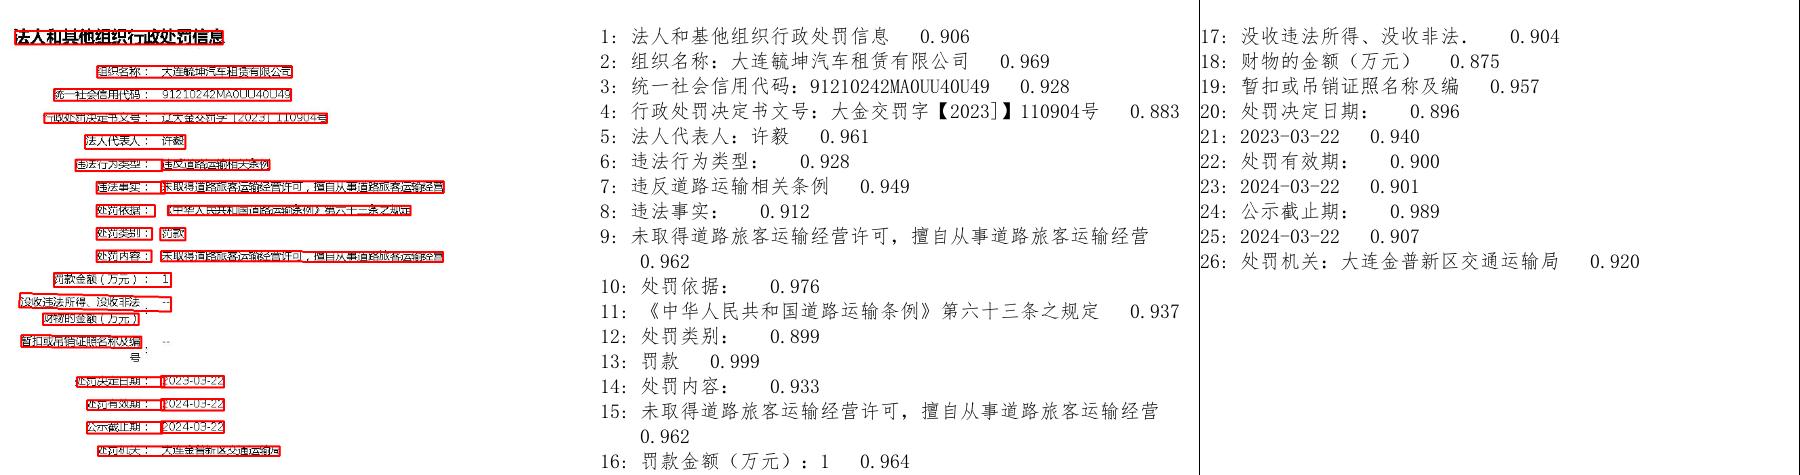 法人和其他组织行政处罚信息
组织名称： 大连毓坤汽车租赁有限公司
统一社会信用代码： 91210242MA0UU40U49
行政处罚决定书文号： 辽大金交罚字［2023］110904号
法人代表人： 许毅
违法行为类型： 违反道路运输相关条例
违法事实： 未取得道路旅客运输经营许可，擅自从事道路旅客运输经营
处罚依据： 《中华人民共和国道路运输条例》第六十三条之规定
处罚类别： 罚款
处罚内容： 未取得道路旅客运输经营许可，擅自从事道路旅客运输经营
罚款金额（万元）： 1
没收违法所得、没收非法 --
财物的金额（万元）：
暂扣或吊销证照名称及编 --
号：
处罚决定日期： 2023-03-22
处罚有效期： 2024-03-22
公示截止期： 2024-03-22
处罚机关： 大连金普新区交通运输局
1: 法人和基他组织行政处罚信息 0.906
2: 组织名称：大连毓坤汽车租赁有限公司 0.969
3: 统一社会信用代码：91210242MA0UU40U49 0.928
4: 行政处罚决定书文号：大金交罚字【2023]】110904号 0.883
5: 法人代表人：许毅 0.961
6: 违法行为类型： 0.928
7: 违反道路运输相关条例 0.949
8: 违法事实： 0.912
9: 未取得道路旅客运输经营许可，擅自从事道路旅客运输经营
0.962
10: 处罚依据： 0.976
11: 《中华人民共和国道路运输条例》第六十三条之规定 0.937
12: 处罚类别： 0.899
13: 罚款 0.999
14: 处罚内容： 0.933
15: 未取得道路旅客运输经营许可，擅自从事道路旅客运输经营
0.962
16: 罚款金额（万元）：1 0.964
17: 没收违法所得、没收非法. 0.904
18: 财物的金额（万元） 0.875
19: 暂扣或吊销证照名称及编 0.957
20: 处罚决定日期： 0.896
21: 2023-03-22 0.940
22: 处罚有效期： 0.900
23: 2024-03-22 0.901
24: 公示截止期： 0.989
25: 2024-03-22 0.907
26: 处罚机关：大连金普新区交通运输局 0.920